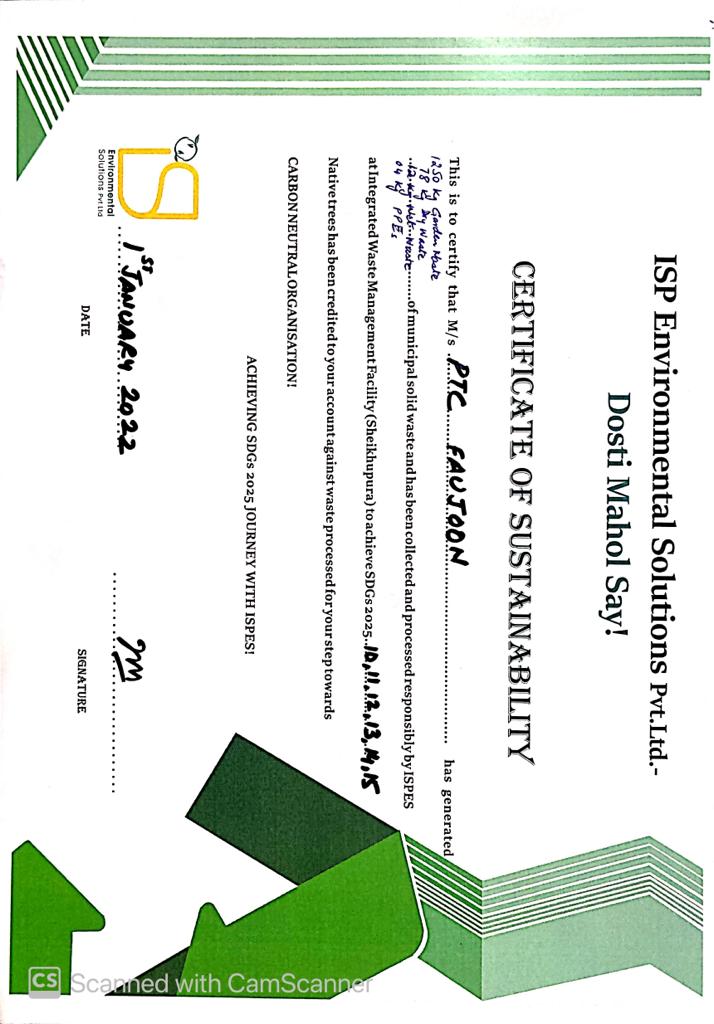 ISP Environmental Solutions Pvt.Ltd.-
Dosti Mahol Say!
CERTIFICATE OF SUSTAINABILITY
This is to certify that M/s .PTC......FAUJOON............................ has generated
1250 kg Garden Waste
78 kg Dry Waste
..12.kg.Wet..Waste.......of municipal solid waste and has been collected and processed responsibly by ISPES
04 kg PPEs
at Integrated Waste Management Facility (Sheikhupura) to achieve SDGs 2025..10,11,12,13,14,15
Native trees has been credited to your account against waste processed for your step towards
CARBON NEUTRAL ORGANISATION!
ACHIEVING SDGs 2025 JOURNEY WITH ISPES!
Environmental
Solutions Pvt Ltd
1ST JANUARY 2022
DATE
SIGNATURE
CS Scanned with CamScanner